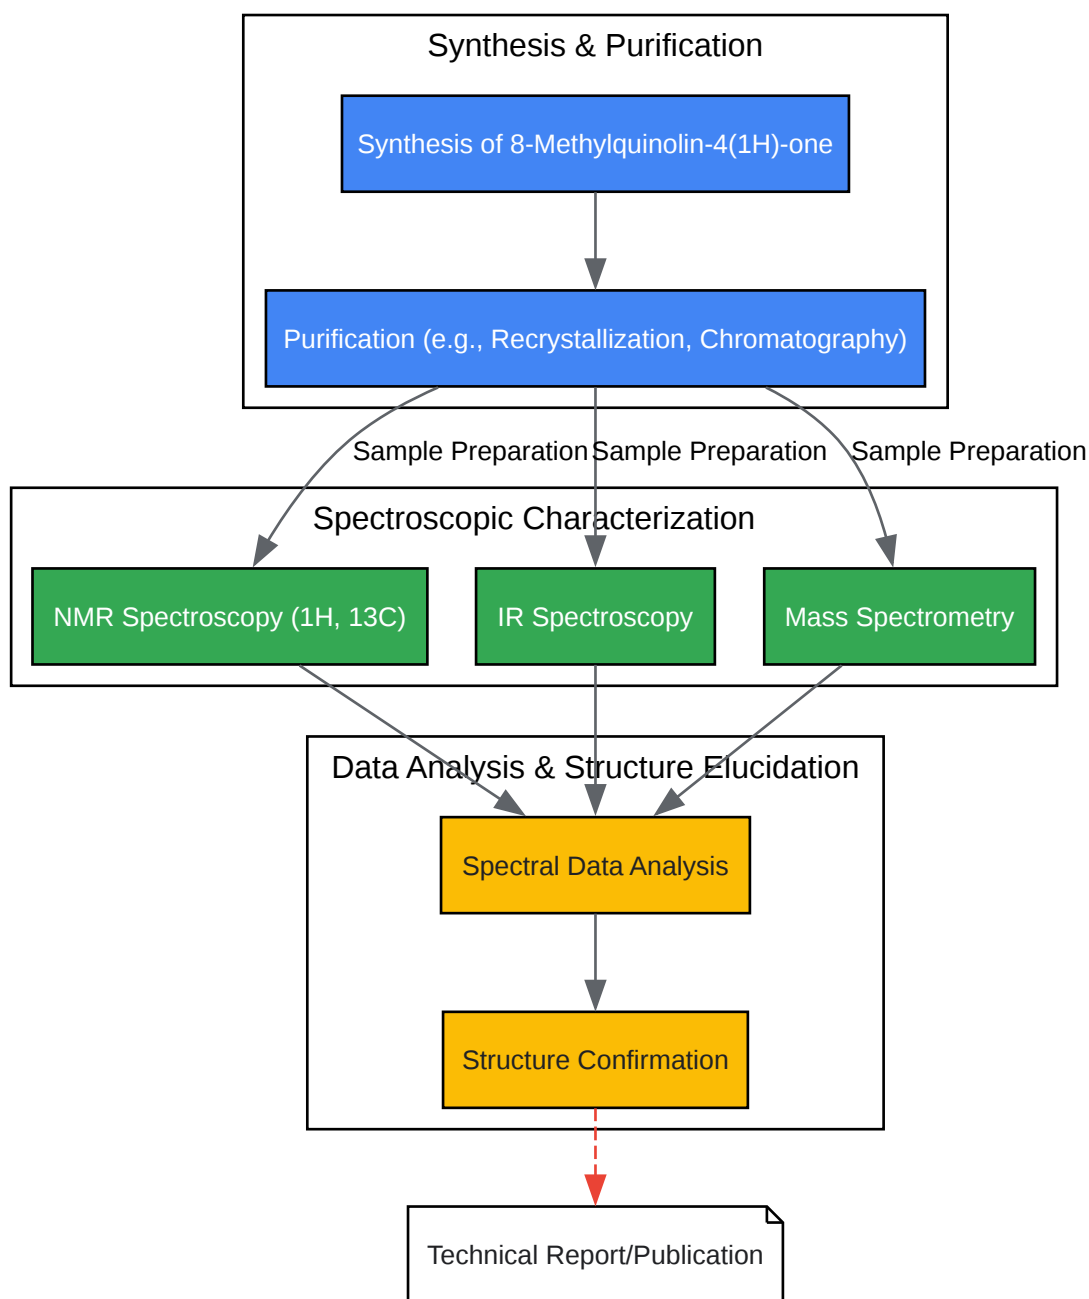 Synthesis & Purification
Synthesis of 8-Methylquinolin-4(1H)-one
Purification (e.g., Recrystallization, Chromatography)
Sample Preparation
Sample Preparation
Sample Preparation
Spectroscopic Characterization
NMR Spectroscopy (1H, 13C)
IR Spectroscopy
Mass Spectrometry
Data Analysis & Structure Elucidation
Spectral Data Analysis
Structure Confirmation
Technical Report/Publication